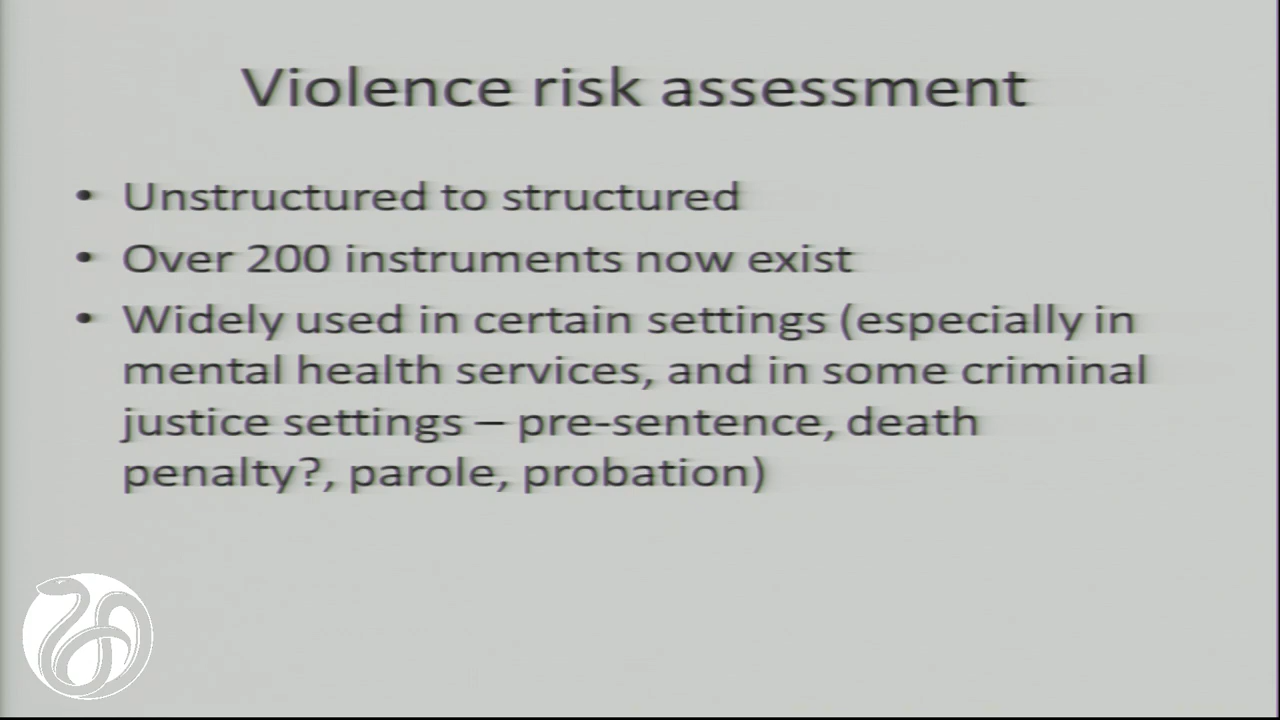 Violence risk assessment
• Unstructured to structured
• Over 200 instruments now exist
• Widely used in certain settings (especially in
mental health services, and in some criminal
justice settings – pre-sentence, death
penalty?, parole, probation)